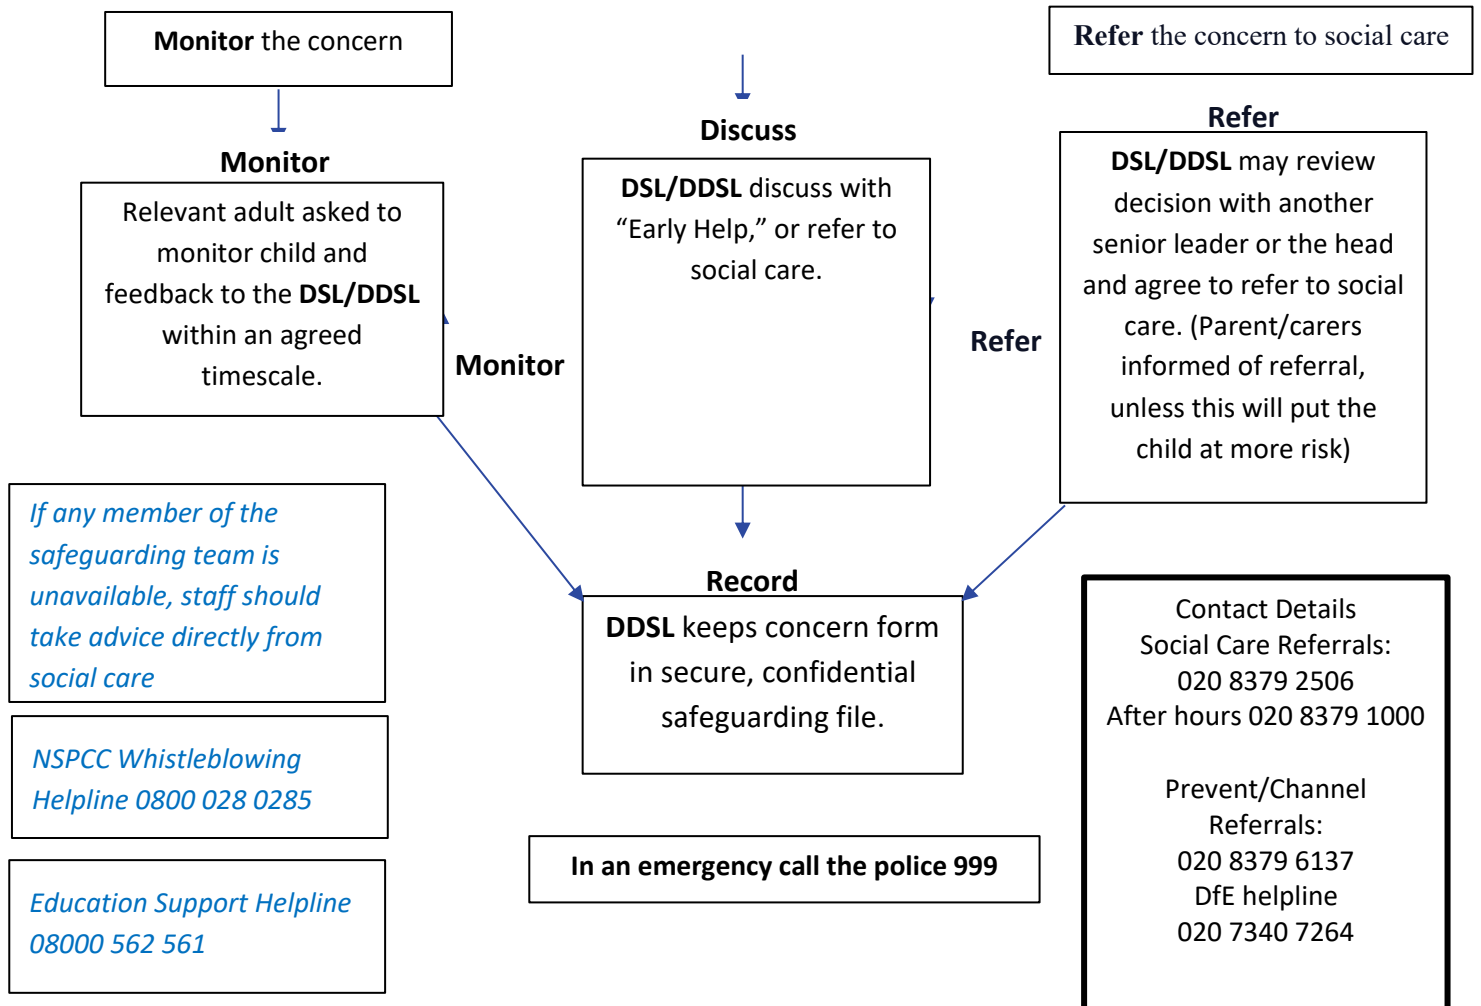 Monitor the concern
Refer the concern to social care
Monitor
Relevant adult asked to
monitor child and
feedback to the DSL/DDSL
within an agreed
timescale.
Monitor
Discuss
DSL/DDSL discuss with
“Early Help,” or refer to
social care.
Refer
Refer
DSL/DDSL may review
decision with another
senior leader or the head
and agree to refer to social
care. (Parent/carers
informed of referral,
unless this will put the
child at more risk)
If any member of the
safeguarding team is
unavailable, staff should
take advice directly from
social care
NSPCC Whistleblowing
Helpline 0800 028 0285
Education Support Helpline
08000 562 561
Record
DDSL keeps concern form
in secure, confidential
safeguarding file.
In an emergency call the police 999
Contact Details
Social Care Referrals:
020 8379 2506
After hours 020 8379 1000
Prevent/Channel
Referrals:
020 8379 6137
DfE helpline
020 7340 7264